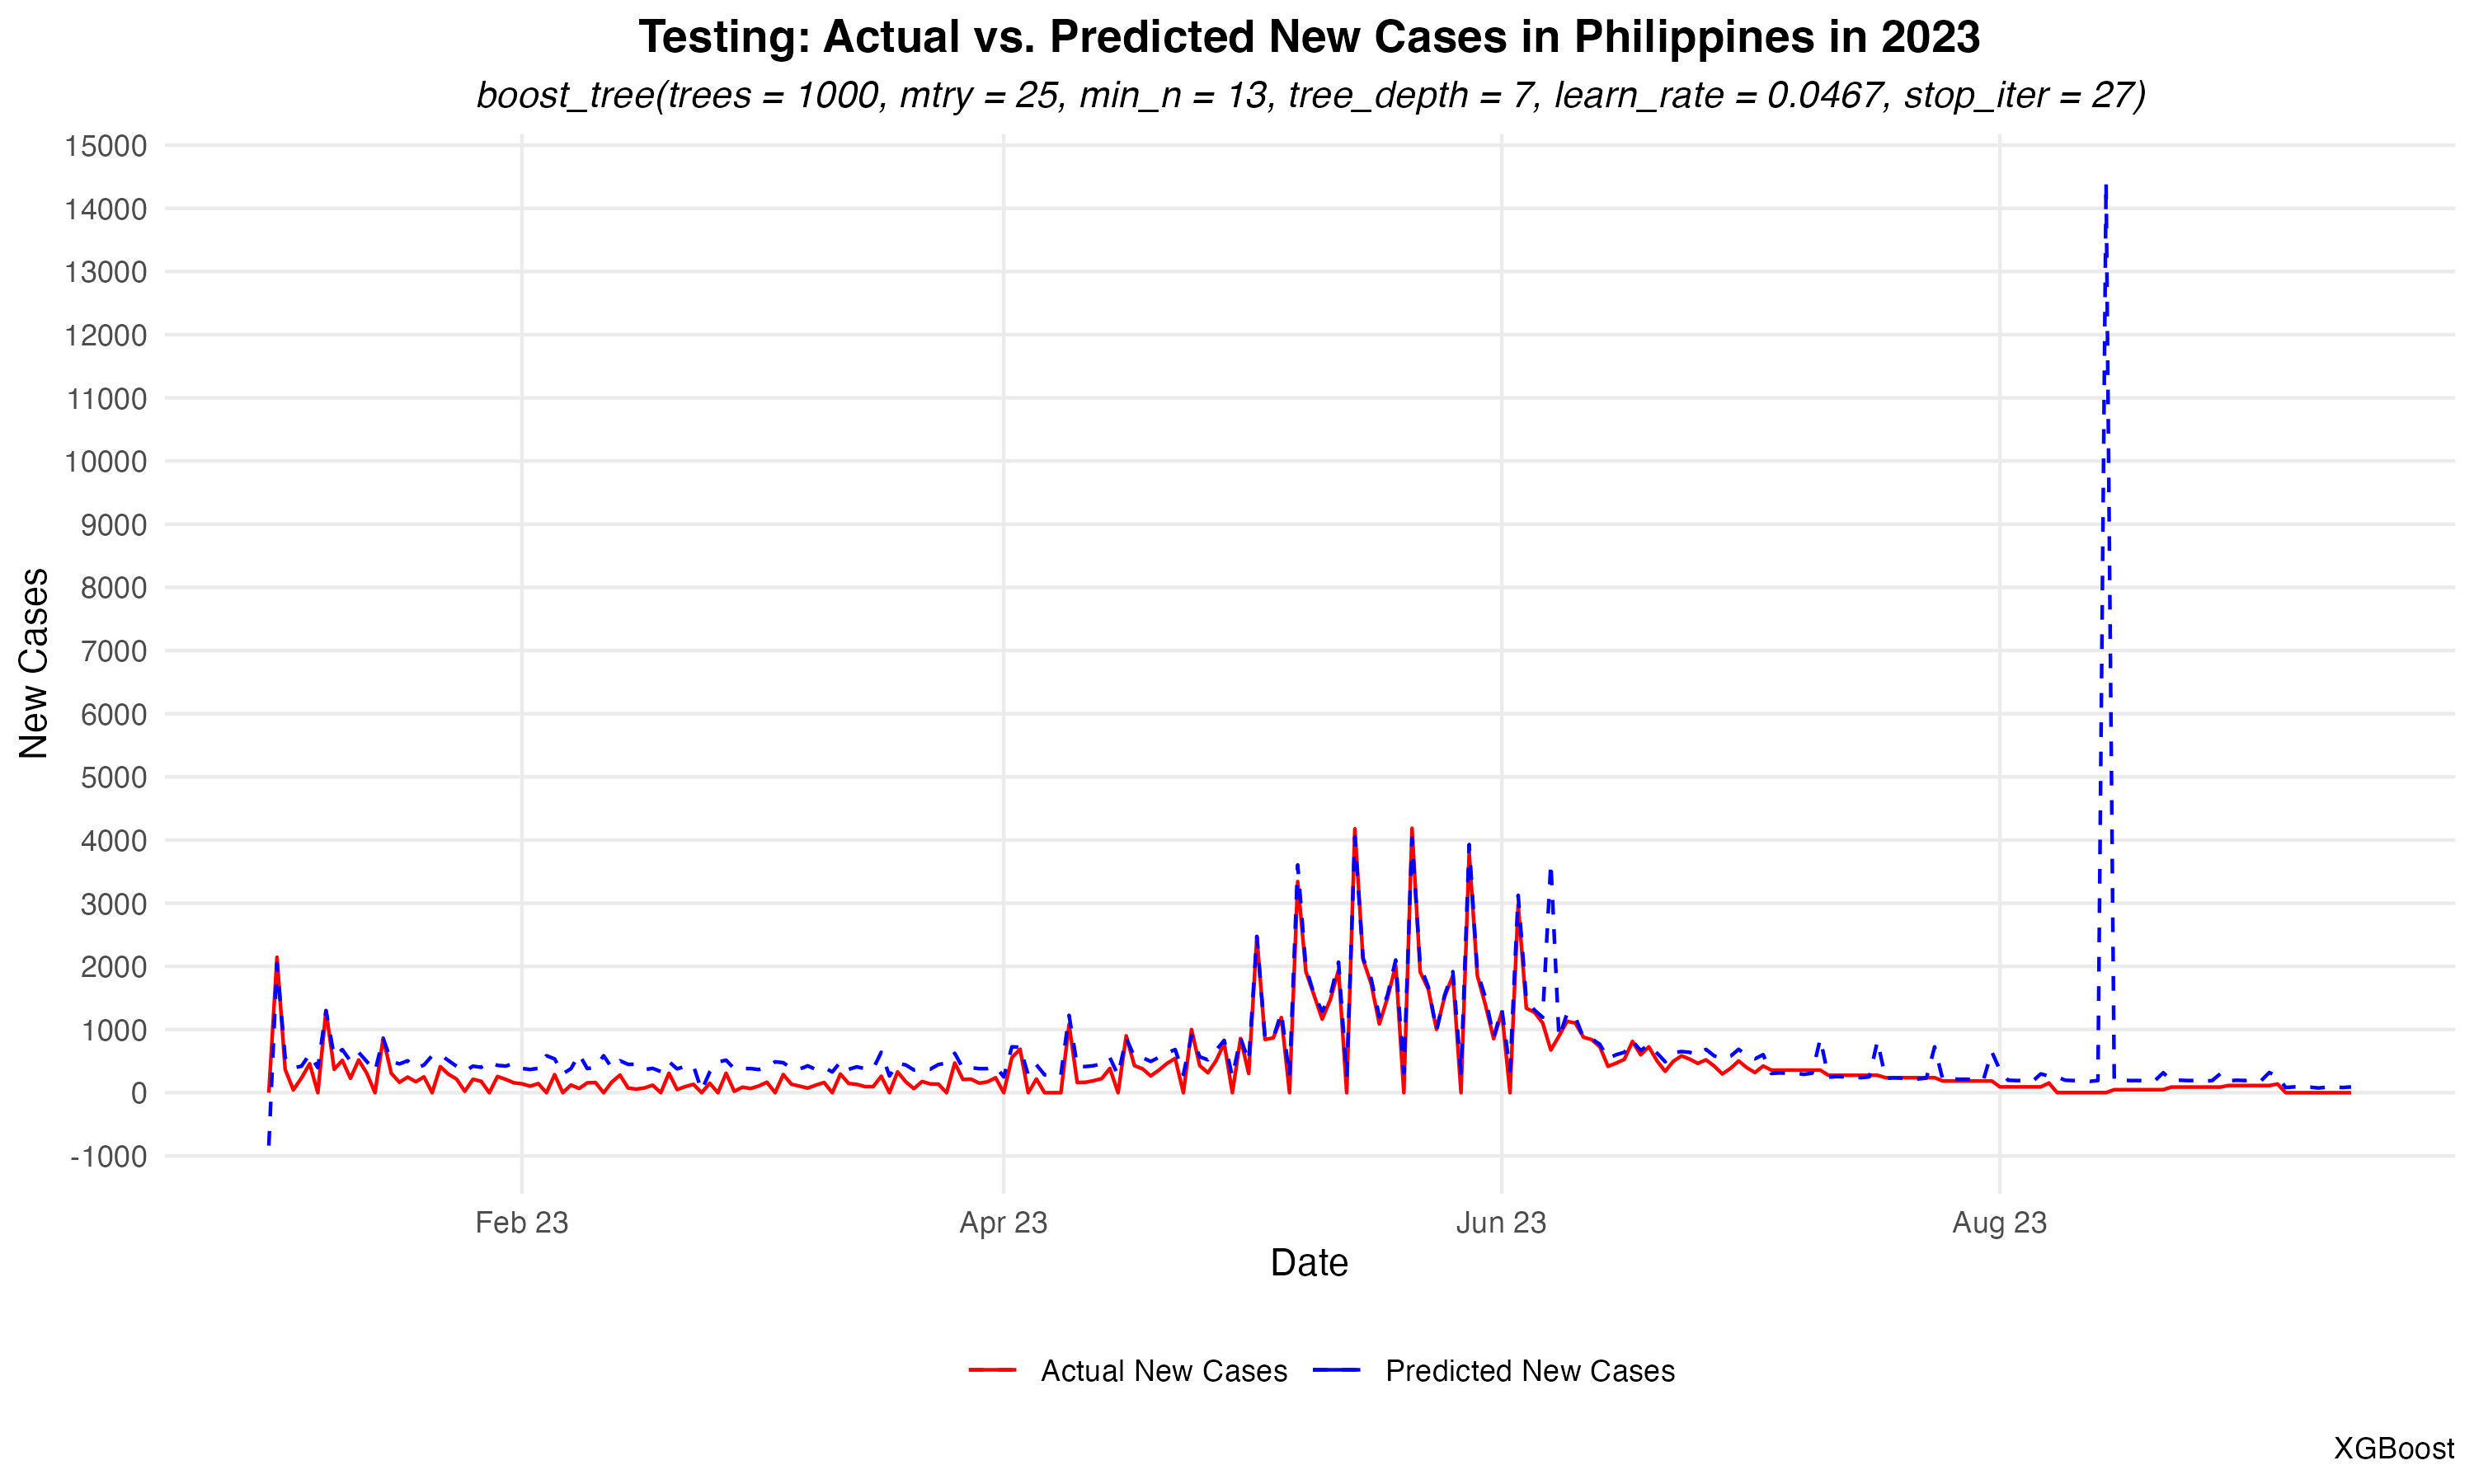 Testing: Actual vs. Predicted New Cases in Philippines in 2023
boost_tree(trees = 1000, mtry = 25, min_n = 13, tree_depth = 7, learn_rate = 0.0467, stop_iter = 27)
15000
14000
13000
12000
11000
10000
9000
8000
7000
6000
5000
4000
3000
2000
1000
0
-1000
New Cases
Feb 23
Apr 23
Jun 23
Aug 23
Date
Actual New Cases
Predicted New Cases
XGBoost